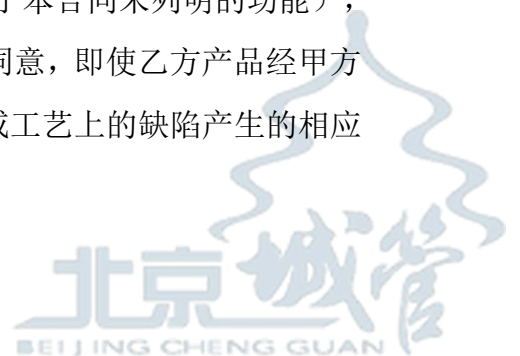 本合同未列明的功能），
同意，即使乙方产品经甲方
工艺上的缺陷产生的相应
北京城管
BEIJING CHENG GUAN